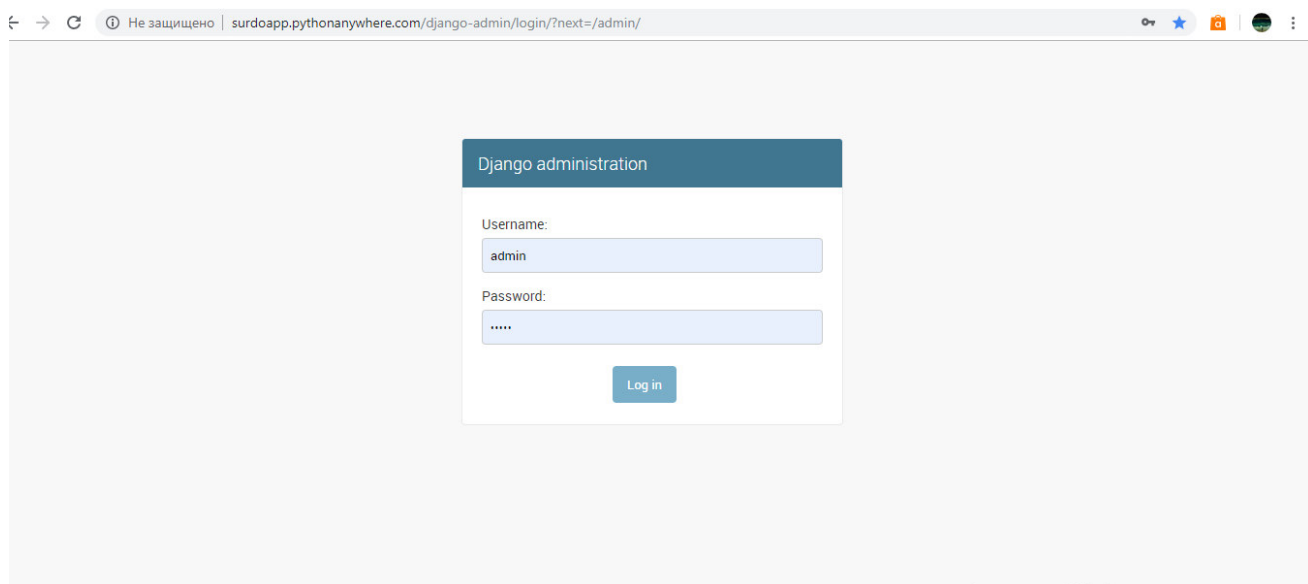 Не защищено | surdoapp.pythonanywhere.com/django-admin/login/?next=/admin/
Django administration
Username:
admin
Password:
•••••
Log in